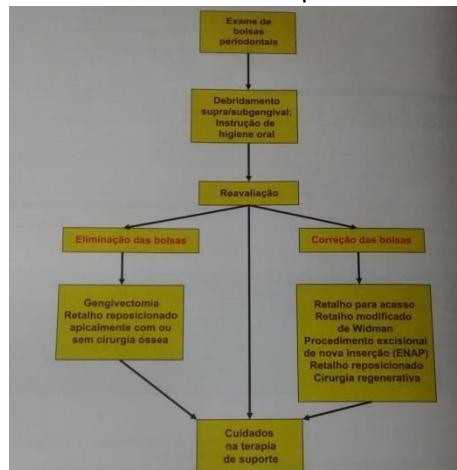 Exame de
bolsas
periodontais
Debridamento
supra/subgengival;
Instrução de
higiene oral
Reavaliação
Eliminação das bolsas
Correção das bolsas
Gengivectomia
Retalho reposicionado
apicalmente com ou
sem cirurgia óssea
Retalho para acesso
Retalho modificado
de Widman
Procedimento excisional
de nova inserção (ENAP)
Retalho reposicionado
Cirurgia regenerativa
Cuidados
na terapia
de suporte